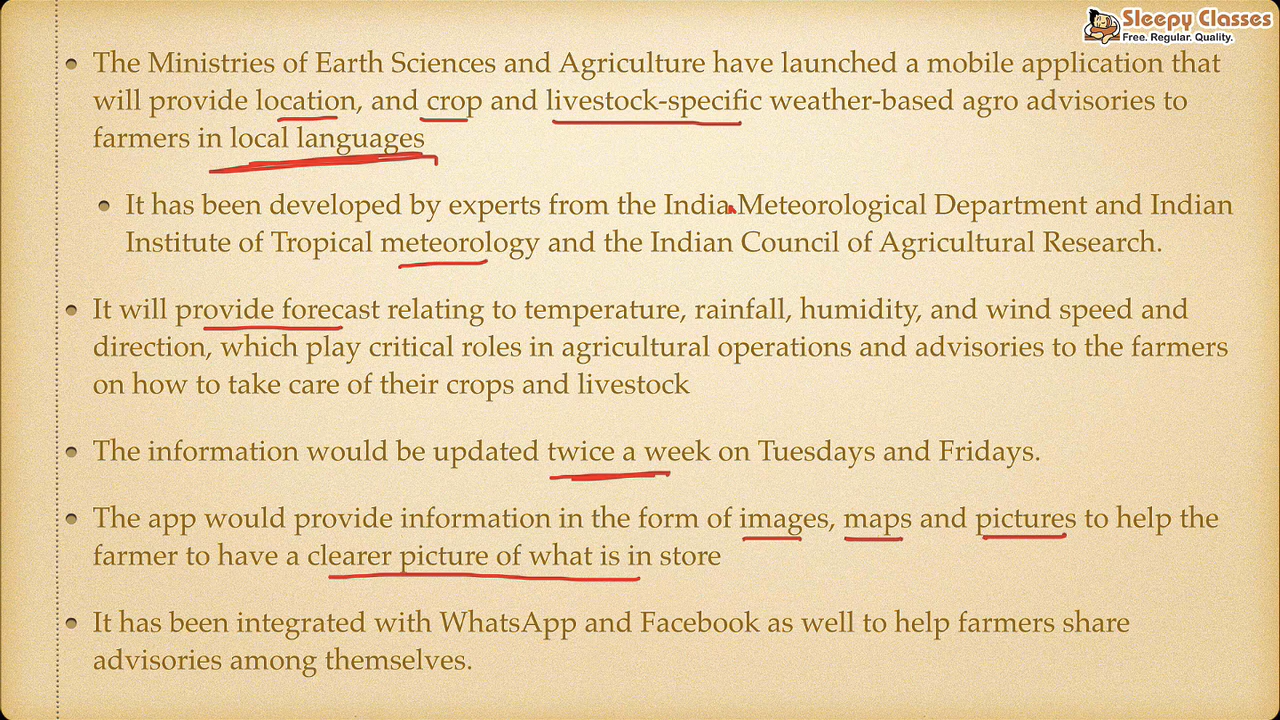 Sleepy Classes
Free. Regular. Quality.
• The Ministries of Earth Sciences and Agriculture have launched a mobile application that
will provide location, and crop and livestock-specific weather-based agro advisories to
farmers in local languages
• It has been developed by experts from the India Meteorological Department and Indian
Institute of Tropical meteorology and the Indian Council of Agricultural Research.
• It will provide forecast relating to temperature, rainfall, humidity, and wind speed and
direction, which play critical roles in agricultural operations and advisories to the farmers
on how to take care of their crops and livestock
• The information would be updated twice a week on Tuesdays and Fridays.
• The app would provide information in the form of images, maps and pictures to help the
farmer to have a clearer picture of what is in store
• It has been integrated with WhatsApp and Facebook as well to help farmers share
advisories among themselves.